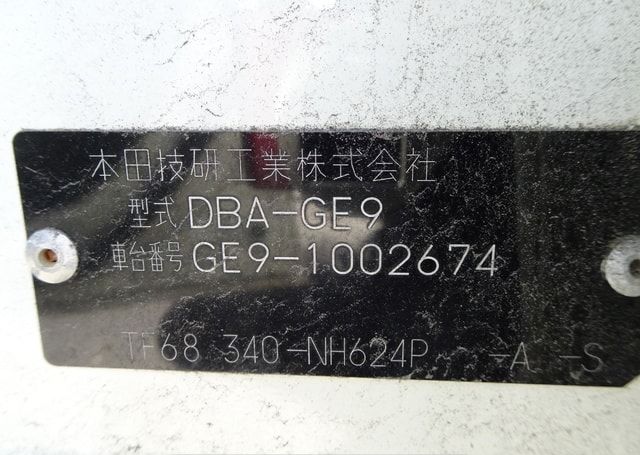 本田技研工業株式会社
型式 DBA-GE9
車台番号 GE9-1002674
TF68 340-NH624P -A -S